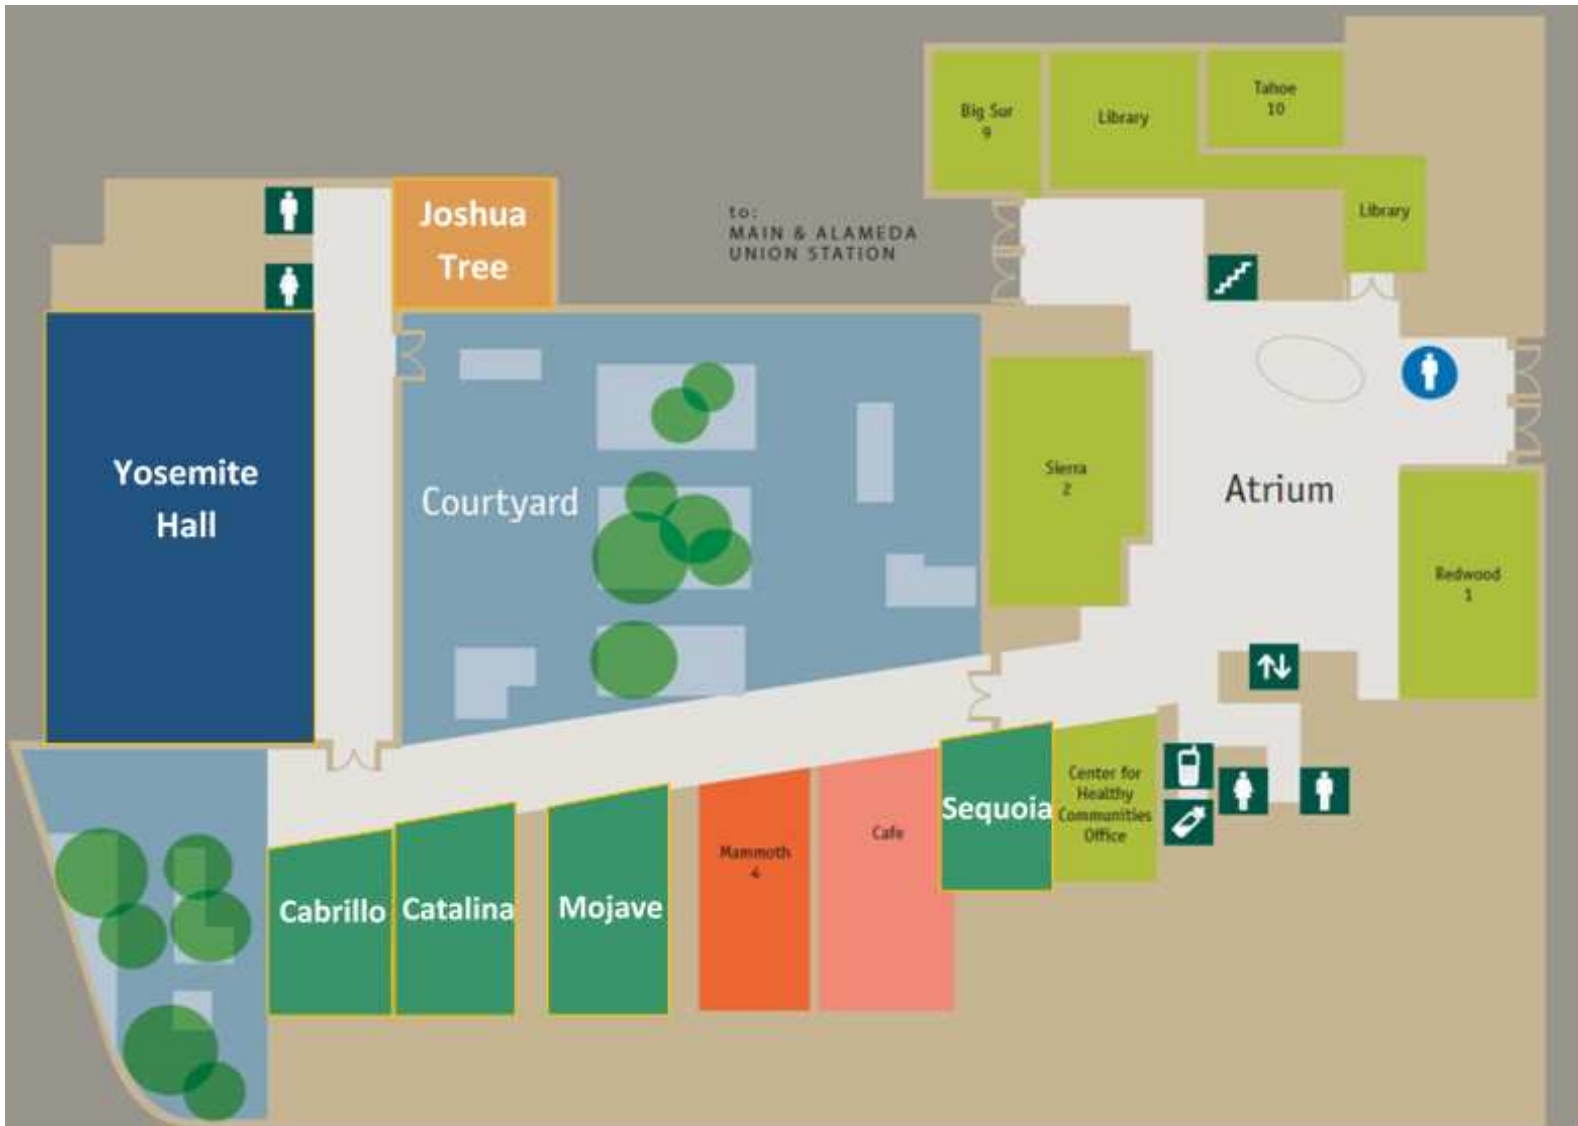 Big Sur
9
Library
Tahoe
10
Library
Joshua
Tree
to:
MAIN & ALAMEDA
UNION STATION
Yosemite
Hall
Courtyard
Sierra
2
Atrium
Redwood
1
Cabrillo
Catalina
Mojave
Mammoth
4
Cafe
Sequoia
Center for
Healthy
Communities
Office